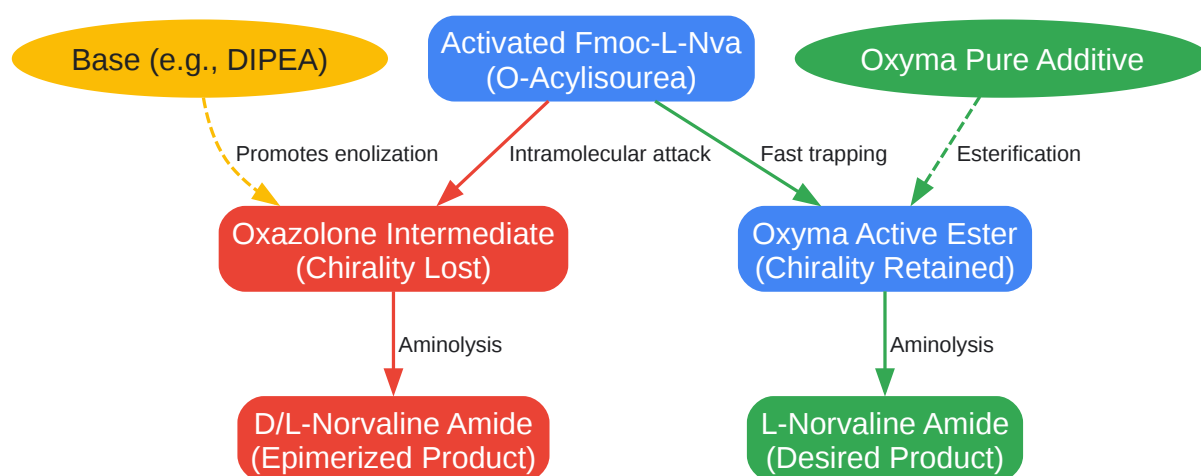 Base (e.g., DIPEA)
Activated Fmoc-L-Nva
(O-Acylisourea)
Oxyma Pure Additive
Promotes enolization
Intramolecular attack
Fast trapping
Esterification
Oxazolone Intermediate
(Chirality Lost)
Oxyma Active Ester
(Chirality Retained)
Aminolysis
Aminolysis
D/L-Norvaline Amide
(Epimerized Product)
L-Norvaline Amide
(Desired Product)